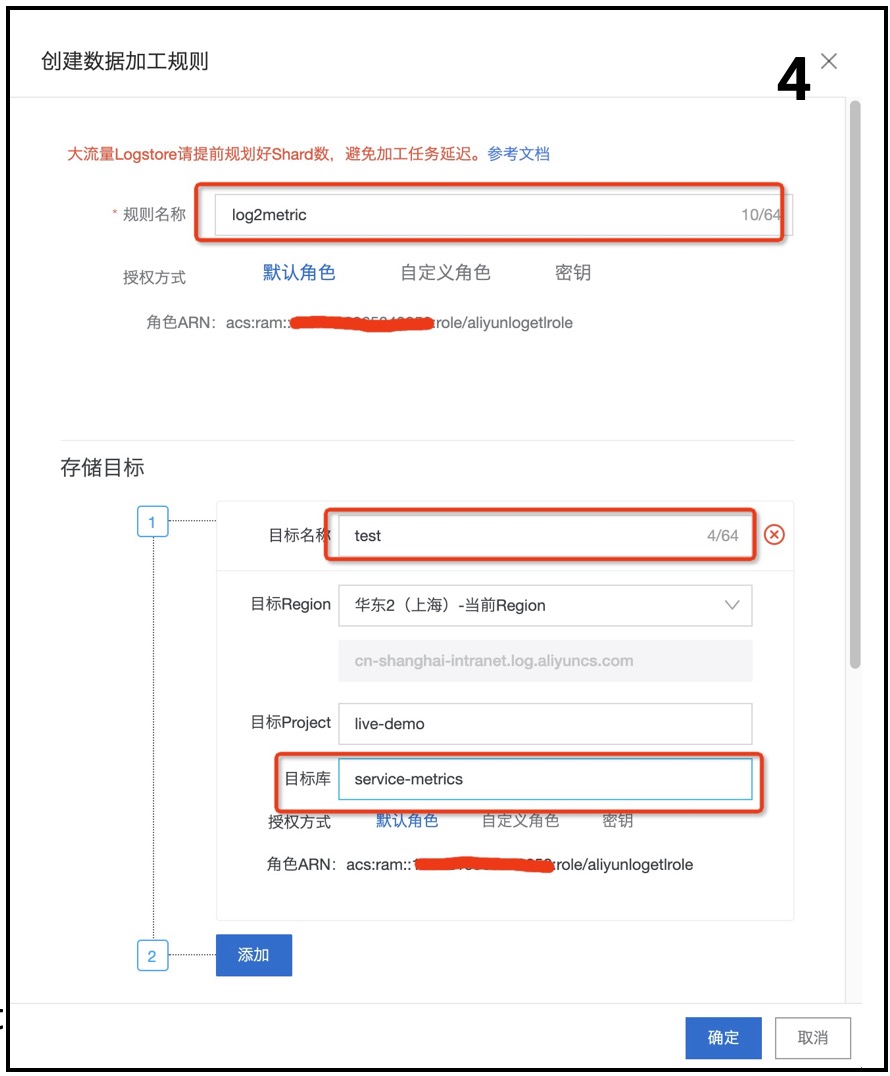 创建数据加工规则
4
大流量Logstore请提前规划好Shard数，避免加工任务延迟。参考文档
* 规则名称 log2metric 10/64
授权方式 默认角色 自定义角色 密钥
角色ARN： acs:ram:: :role/aliyunlogetlrole
存储目标
1
目标名称 test 4/64
目标Region 华东2（上海）-当前Region
cn-shanghai-intranet.log.aliyuncs.com
目标Project live-demo
目标库 service-metrics
授权方式 默认角色 自定义角色 密钥
角色ARN： acs:ram:: :role/aliyunlogetlrole
2 添加
确定 取消